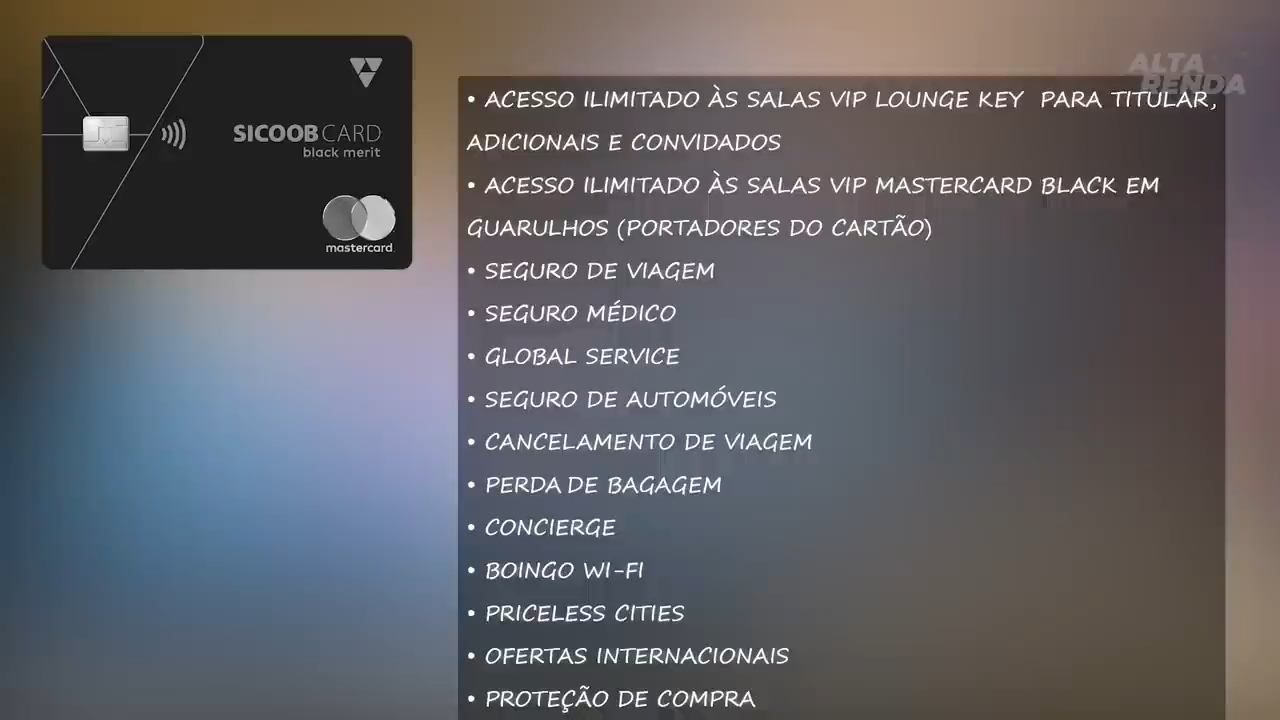 ALTA
RENDA
SICOOBCARD
black merit
mastercard
• ACESSO ILIMITADO ÀS SALAS VIP LOUNGE KEY PARA TITULAR,
ADICIONAIS E CONVIDADOS
• ACESSO ILIMITADO ÀS SALAS VIP MASTERCARD BLACK EM
GUARULHOS (PORTADORES DO CARTÃO)
• SEGURO DE VIAGEM
• SEGURO MÉDICO
• GLOBAL SERVICE
• SEGURO DE AUTOMÓVEIS
• CANCELAMENTO DE VIAGEM
• PERDA DE BAGAGEM
• CONCIERGE
• BOINGO WI-FI
• PRICELESS CITIES
• OFERTAS INTERNACIONAIS
• PROTEÇÃO DE COMPRA